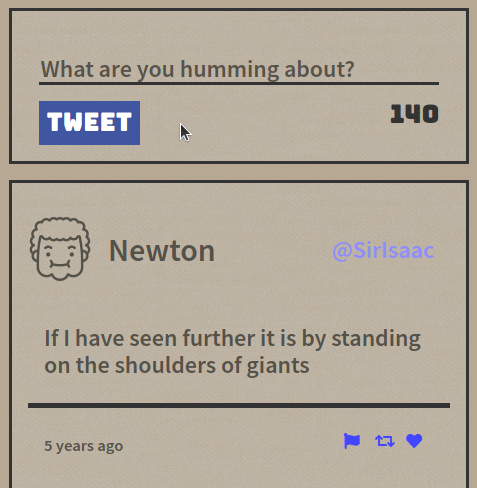 What are you humming about?
TWEET
140
Newton
@SirIsaac
If I have seen further it is by standing
on the shoulders of giants
5 years ago